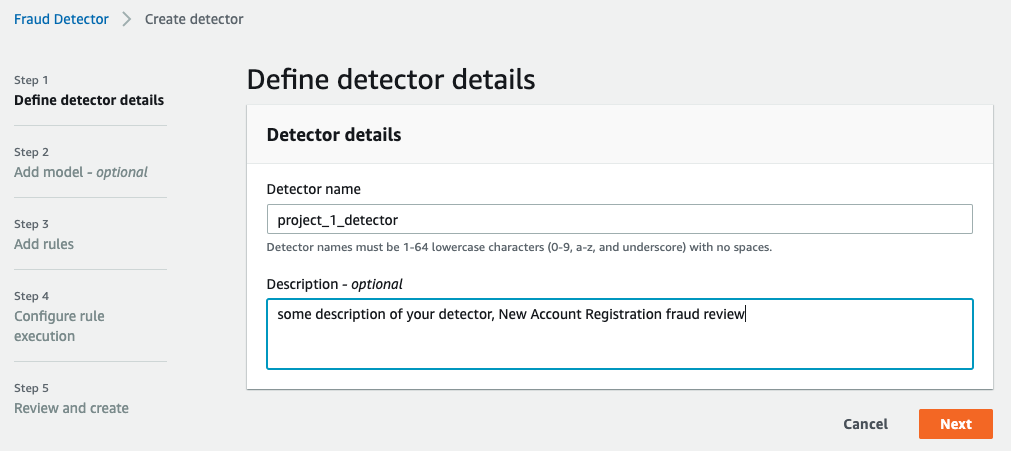 Fraud Detector > Create detector
Step 1
Define detector details
Step 2
Add model - optional
Step 3
Add rules
Step 4
Configure rule
execution
Step 5
Review and create
Define detector details
Detector details
Detector name
project_1_detector
Detector names must be 1-64 lowercase characters (0-9, a-z, and underscore) with no spaces.
Description - optional
some description of your detector, New Account Registration fraud review
Cancel
Next